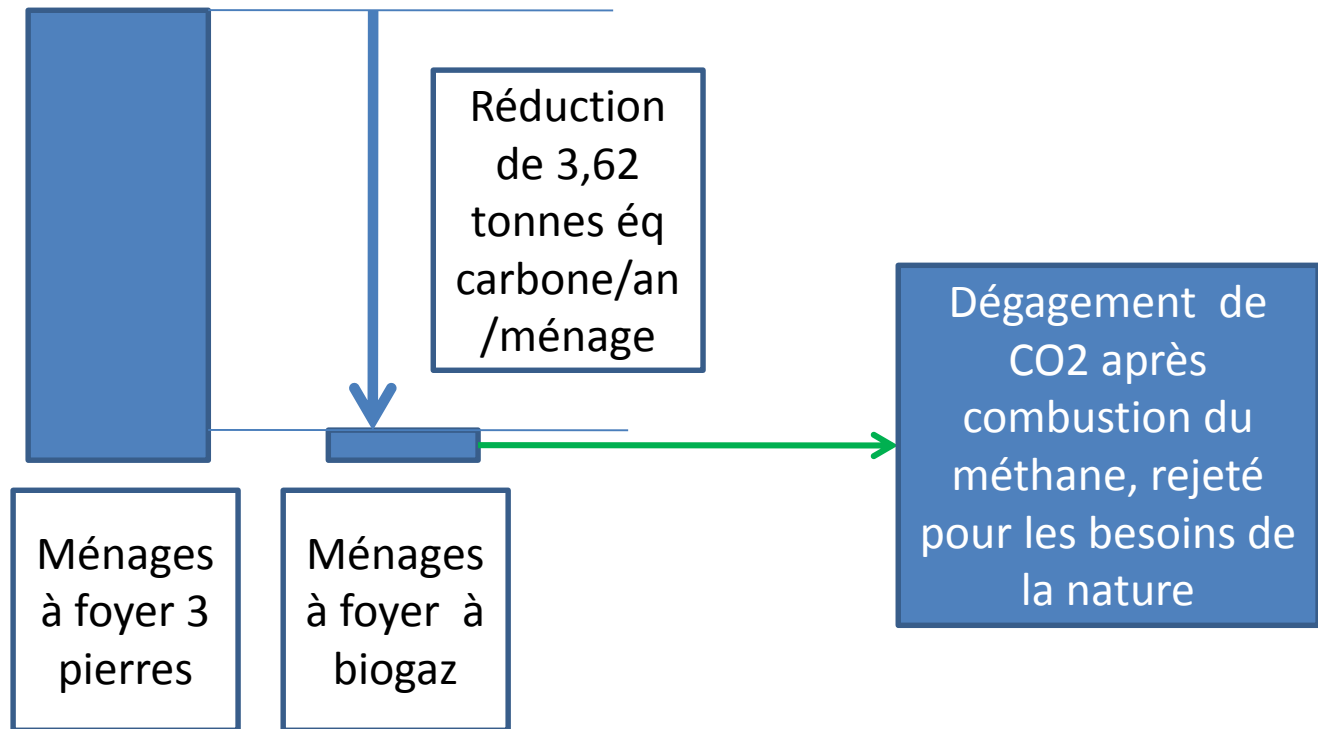 Réduction
de 3,62
tonnes éq
carbone/an
/ménage
Dégagement de
CO2 après
combustion du
méthane, rejeté
pour les besoins de
la nature
Ménages
à foyer 3
pierres
Ménages
à foyer à
biogaz